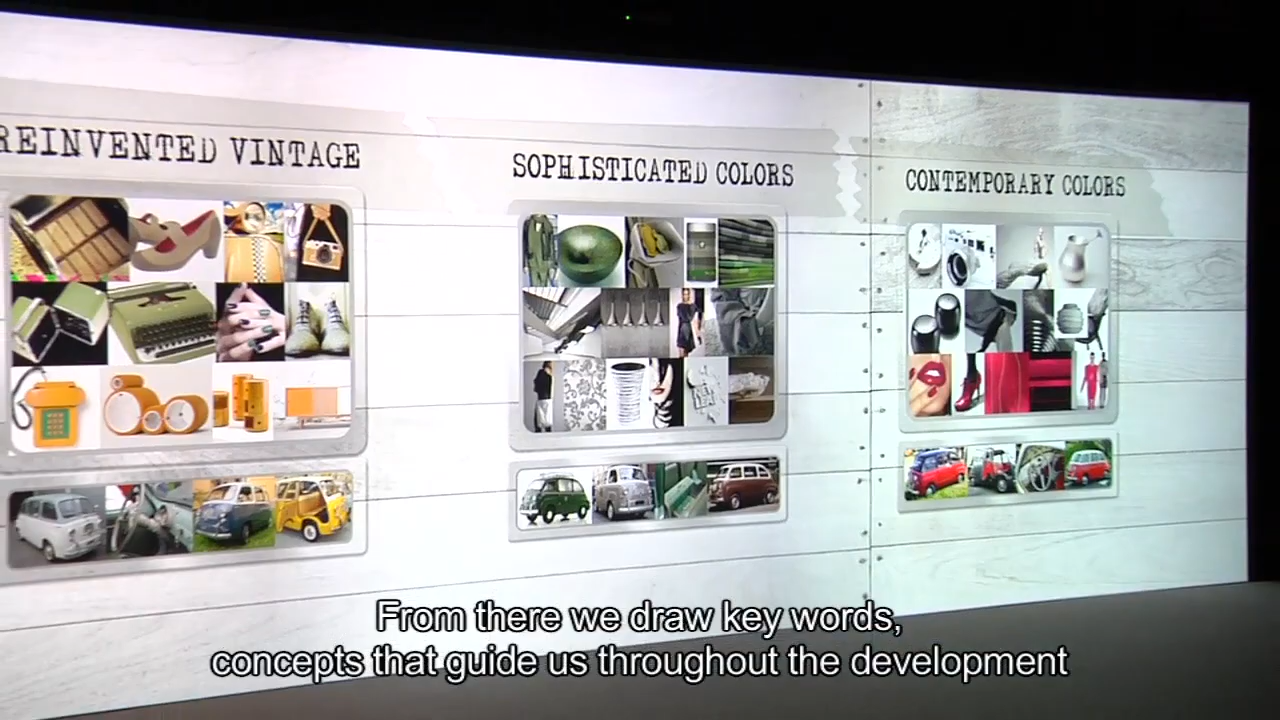 REINVENTED VINTAGE
SOPHISTICATED COLORS
CONTEMPORARY COLORS
From there we draw key words,
concepts that guide us throughout the development